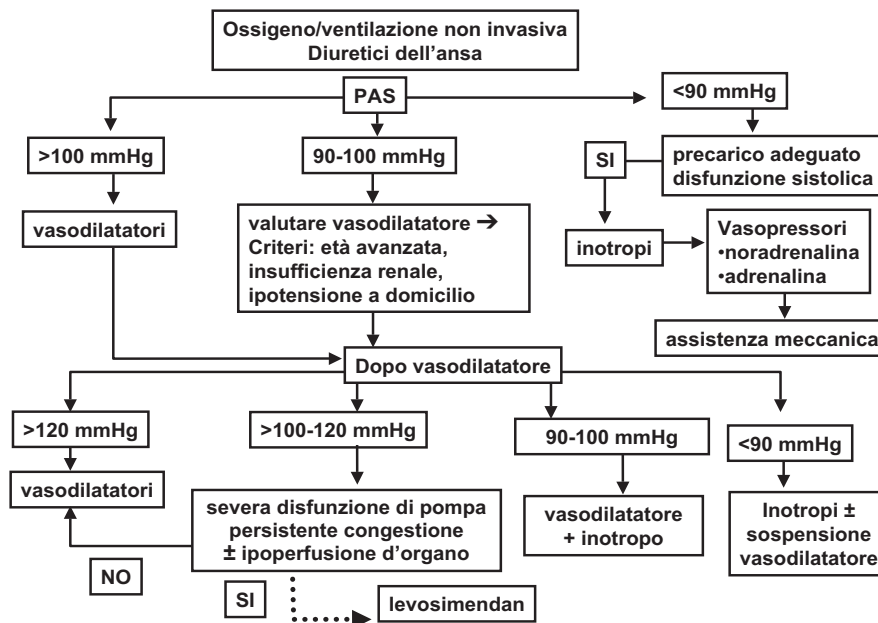 Ossigeno/ventilazione non invasiva
Diuretici dell'ansa
PAS
<90 mmHg
>100 mmHg
90-100 mmHg
SI
precarico adeguato
disfunzione sistolica
vasodilatatori
valutare vasodilatatore ➔
Criteri: età avanzata,
insufficienza renale,
ipotensione a domicilio
inotropi
Vasopressori
•noradrenalina
•adrenalina
assistenza meccanica
Dopo vasodilatatore
>120 mmHg
>100-120 mmHg
90-100 mmHg
<90 mmHg
vasodilatatori
severa disfunzione di pompa
persistente congestione
± ipoperfusione d'organo
vasodilatatore
+ inotropo
Inotropi ±
sospensione
vasodilatatore
NO
SI
levosimendan